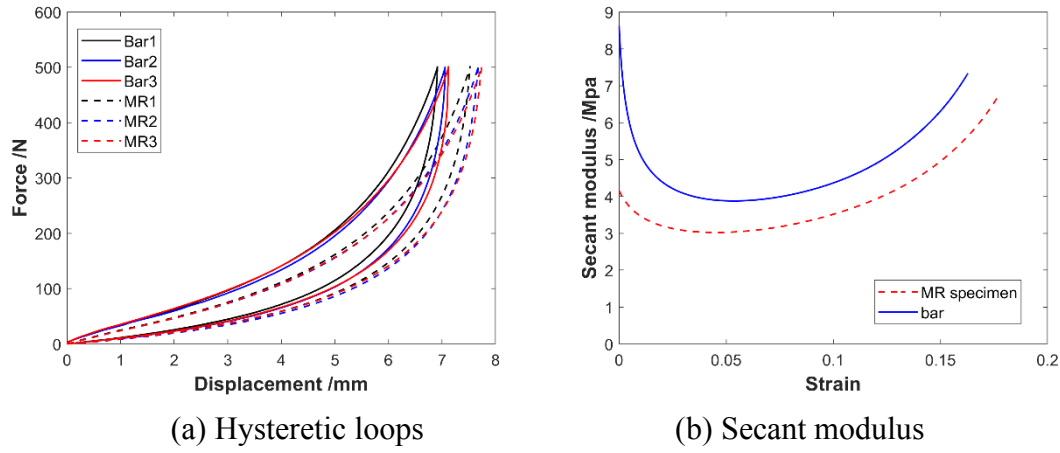 600
500
400
300
200
100
0
Force /N
Bar1
Bar2
Bar3
MR1
MR2
MR3
0 1 2 3 4 5 6 7 8
Displacement /mm
(a) Hysteretic loops
9
8
7
6
5
4
3
2
1
0
Secant modulus /Mpa
MR specimen
bar
0 0.05 0.1 0.15 0.2
Strain
(b) Secant modulus